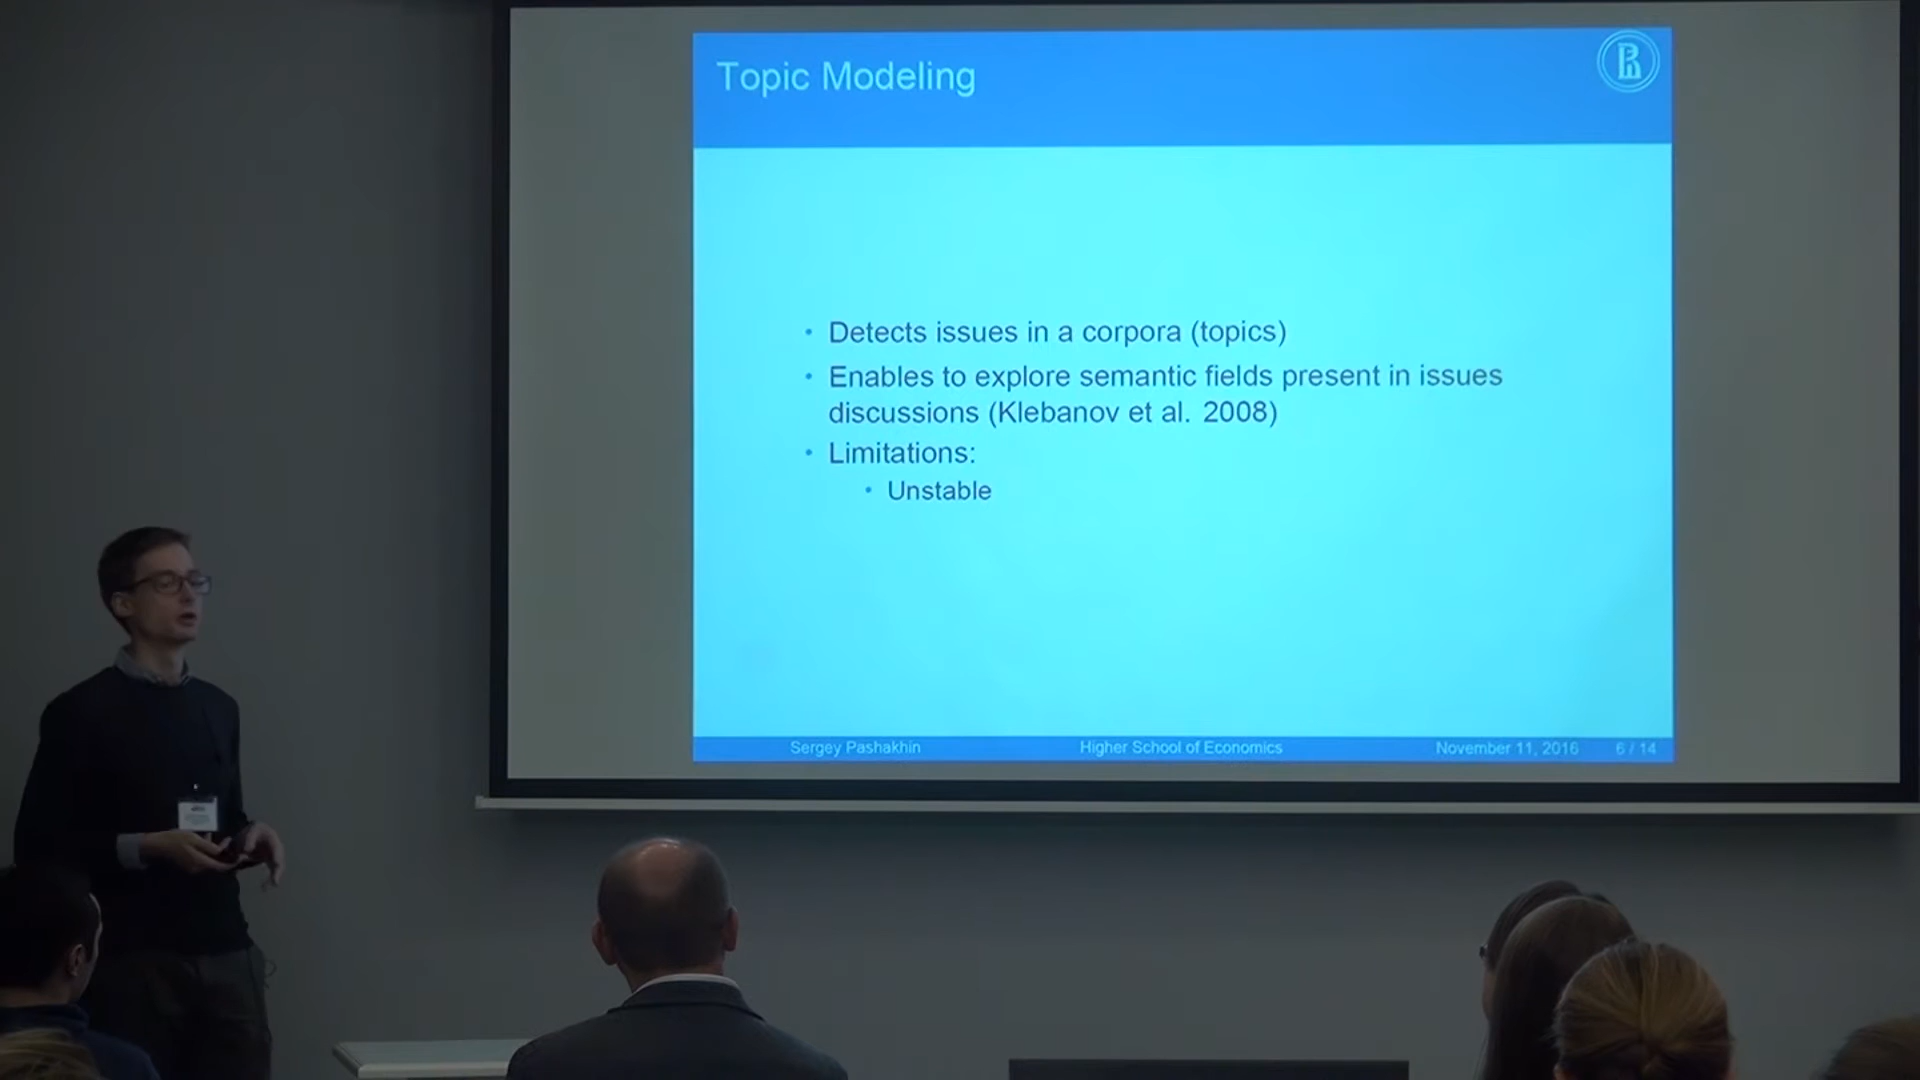 Topic Modeling
• Detects issues in a corpora (topics)
• Enables to explore semantic fields present in issues
discussions (Klebanov et al. 2008)
• Limitations:
• Unstable
Sergey Pashakhin Higher School of Economics November 11, 2016 6 / 14